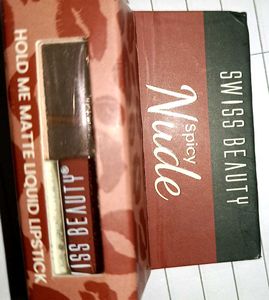 HOLD ME MATTE LIQUID LIPSTICK
SWISS BEAUTY®
Spicy
Nude
SWISS BEAUTY